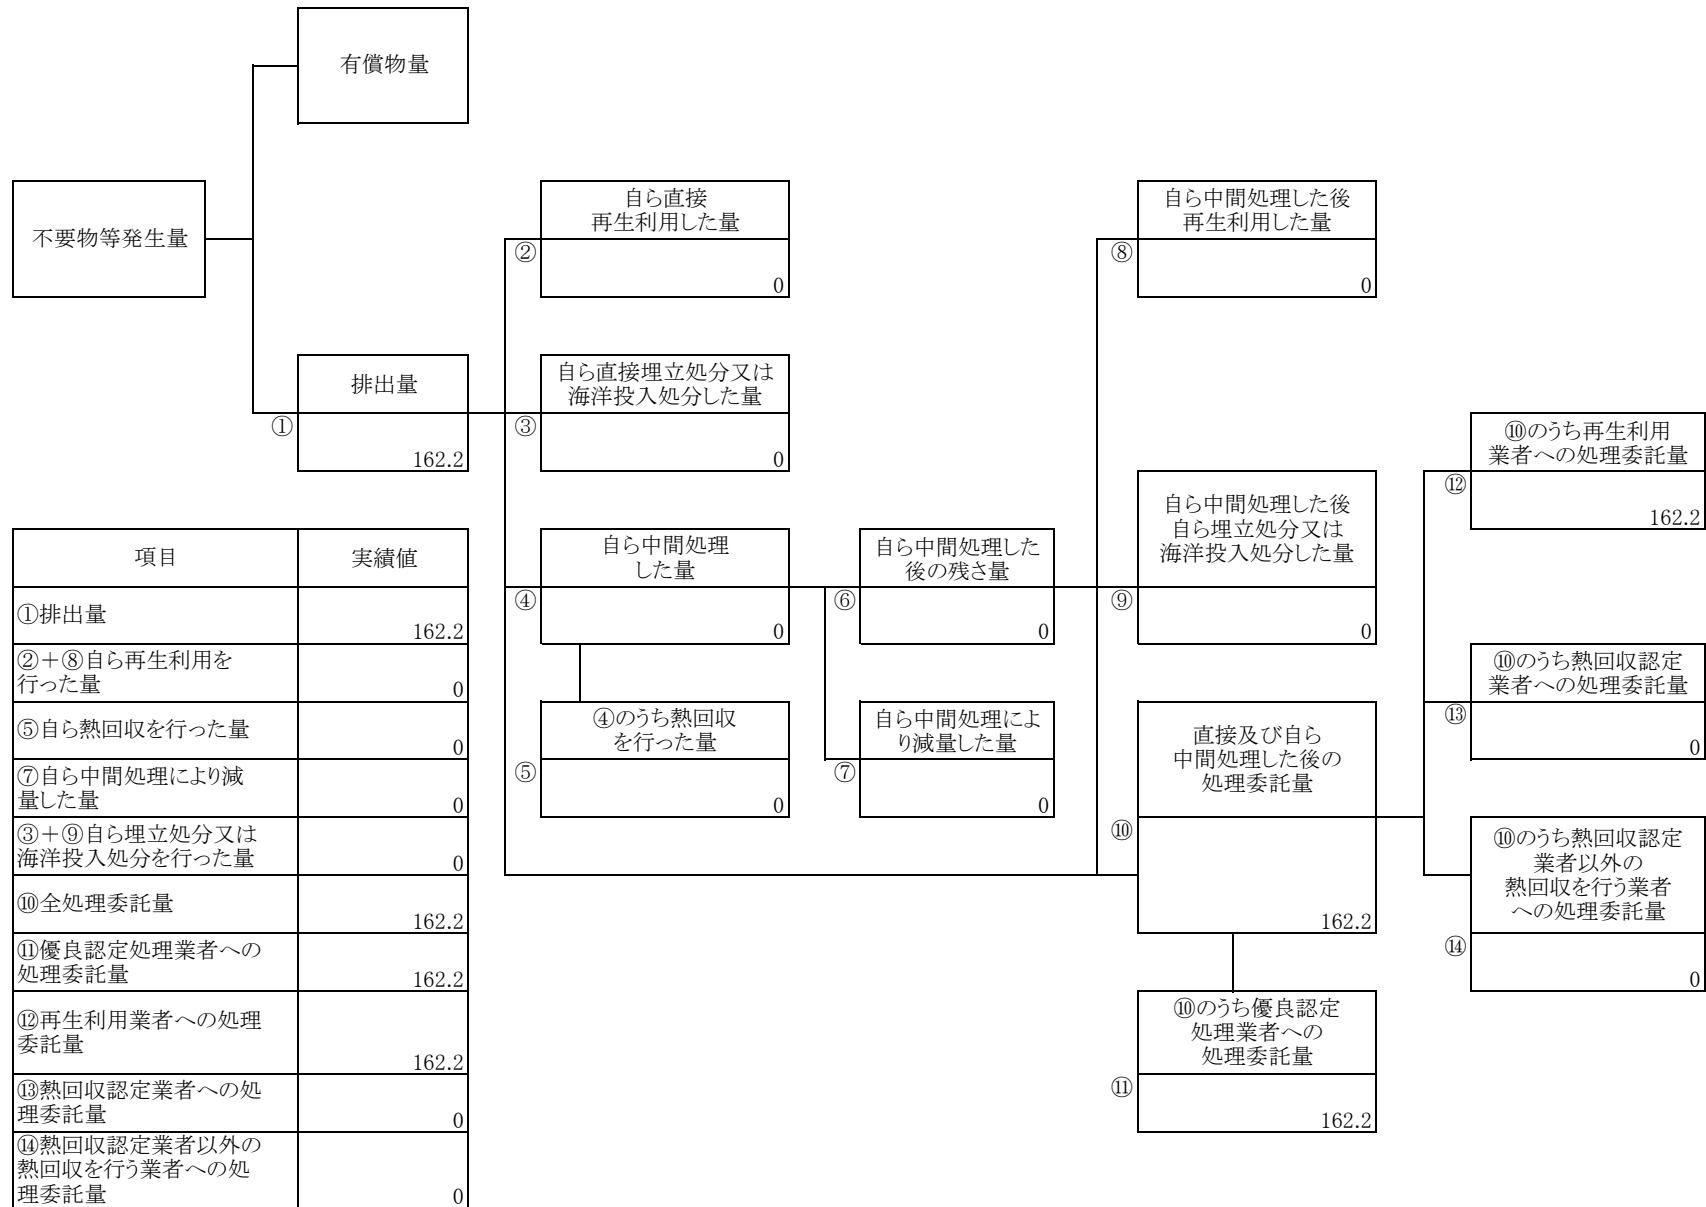 有償物量
不要物等発生量
排出量
①
162.2
自ら直接
再生利用した量
②
0
自ら直接埋立処分又は
海洋投入処分した量
③
0
自ら中間処理
した量
④
0
④のうち熱回収
を行った量
⑤
0
自ら中間処理した
後の残さ量
⑥
0
自ら中間処理によ
り減量した量
⑦
0
自ら中間処理した後
再生利用した量
⑧
0
自ら中間処理した後
自ら埋立処分又は
海洋投入処分した量
⑨
0
直接及び自ら
中間処理した後の
処理委託量
⑩
162.2
⑩のうち優良認定
処理業者への
処理委託量
⑪
162.2
⑩のうち再生利用
業者への処理委託量
⑫
162.2
⑩のうち熱回収認定
業者への処理委託量
⑬
0
⑩のうち熱回収認定
業者以外の
熱回収を行う業者
への処理委託量
⑭
0
項目 実績値
①排出量
162.2
②+⑧自ら再生利用を
行った量
0
⑤自ら熱回収を行った量
0
⑦自ら中間処理により減
量した量
0
③+⑨自ら埋立処分又は
海洋投入処分を行った量
0
⑩全処理委託量
162.2
⑪優良認定処理業者への
処理委託量
162.2
⑫再生利用業者への処理
委託量
162.2
⑬熱回収認定業者への処
理委託量
0
⑭熱回収認定業者以外の
熱回収を行う業者への処
理委託量
0